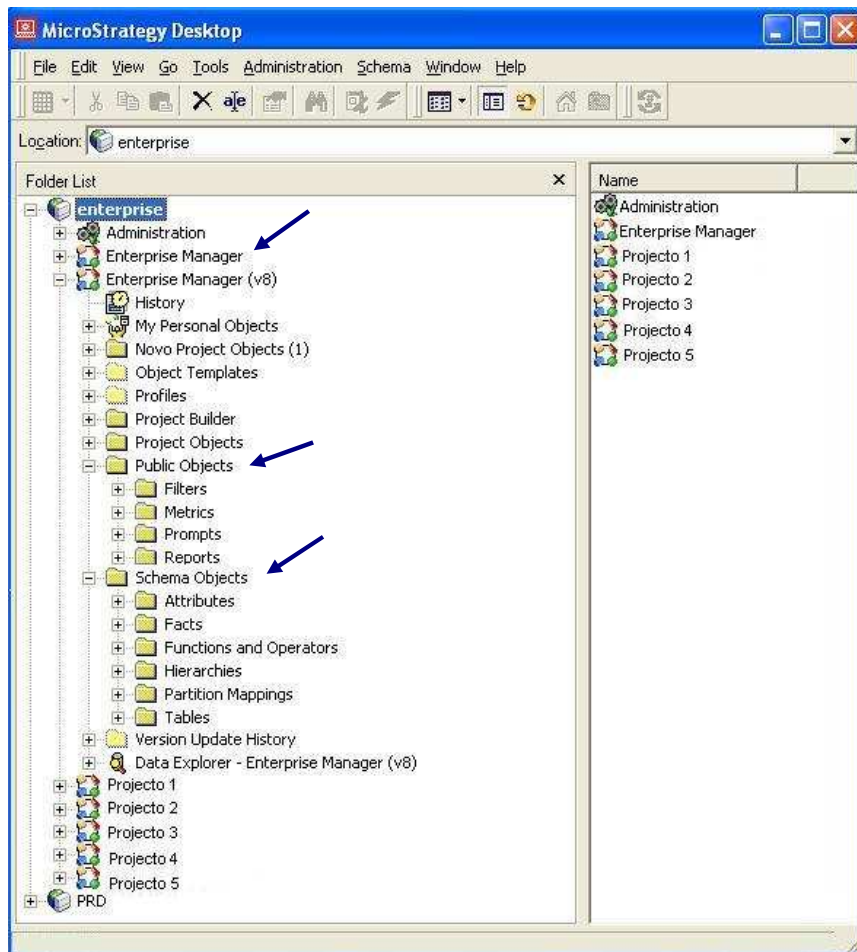 MicroStrategy Desktop
File Edit View Go Tools Administration Schema Window Help
Location: enterprise
Folder List
enterprise
Administration
Enterprise Manager
Enterprise Manager (v8)
History
My Personal Objects
Novo Project Objects (1)
Object Templates
Profiles
Project Builder
Project Objects
Public Objects
Filters
Metrics
Prompts
Reports
Schema Objects
Attributes
Facts
Functions and Operators
Hierarchies
Partition Mappings
Tables
Version Update History
Data Explorer - Enterprise Manager (v8)
Projecto 1
Projecto 2
Projecto 3
Projecto 4
Projecto 5
PRD
Name
Administration
Enterprise Manager
Projecto 1
Projecto 2
Projecto 3
Projecto 4
Projecto 5